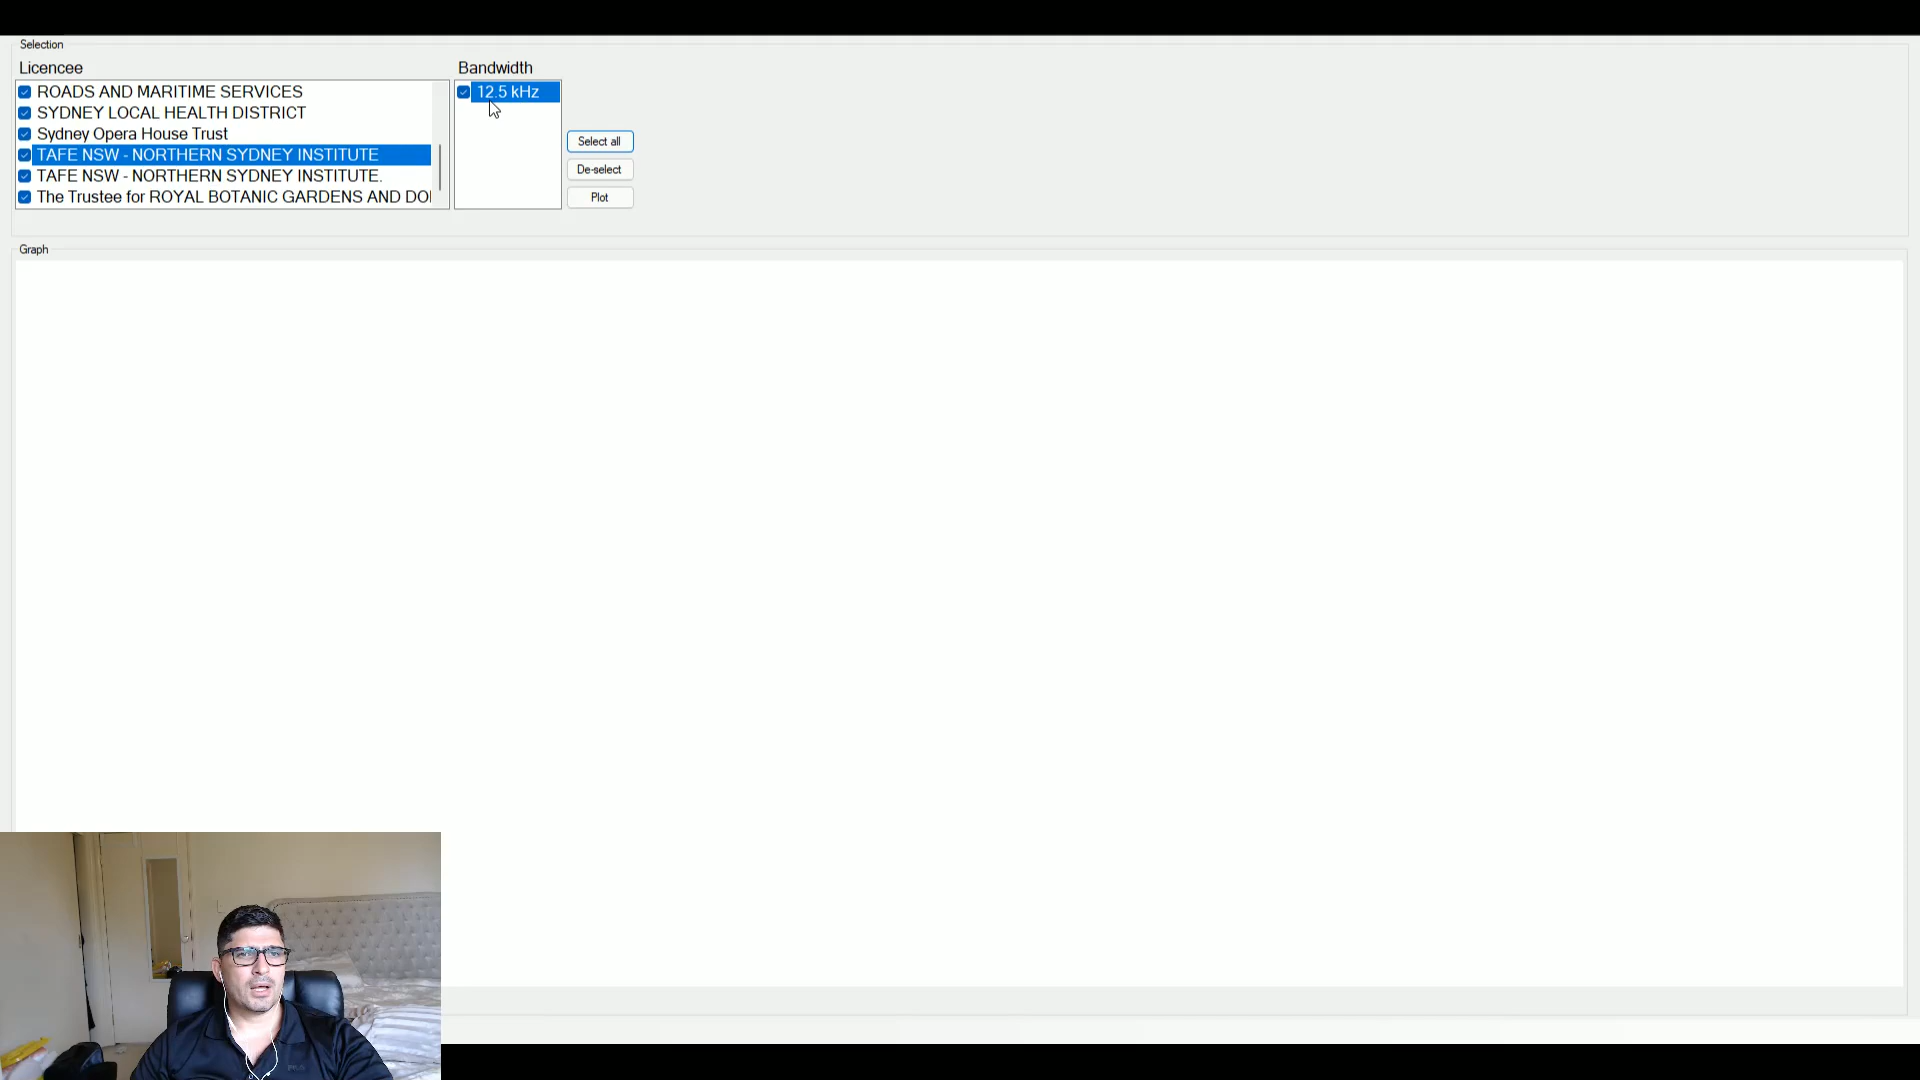 Selection
Licencee
Bandwidth
ROADS AND MARITIME SERVICES
SYDNEY LOCAL HEALTH DISTRICT
Sydney Opera House Trust
TAFE NSW - NORTHERN SYDNEY INSTITUTE
TAFE NSW - NORTHERN SYDNEY INSTITUTE.
The Trustee for ROYAL BOTANIC GARDENS AND
12.5 kHz
Select all
De-select
Plot
Graph